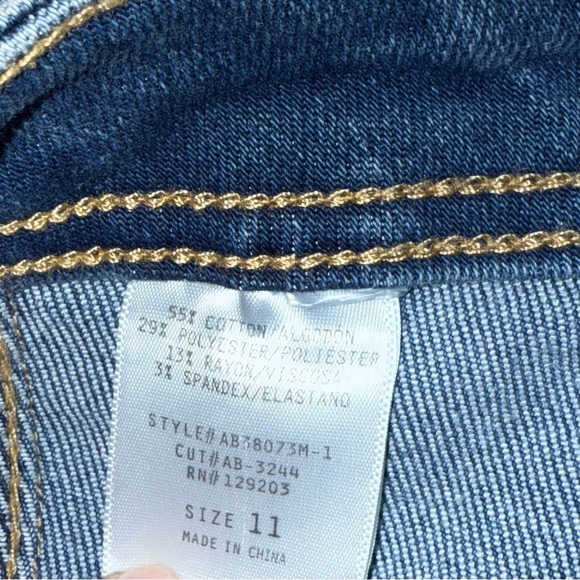 55% COTTON/ALGODON
29% POLYESTER/POLIESTER
13% RAYON/VISCOSA
3% SPANDEX/ELASTANO
STYLE#AB38073M-1
CUT#AB-3244
RN# 129203
SIZE 11
MADE IN CHINA